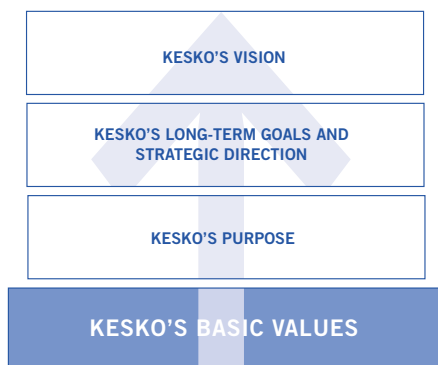 KESKO'S VISION
KESKO'S LONG-TERM GOALS AND
STRATEGIC DIRECTION
KESKO'S PURPOSE
KESKO'S BASIC VALUES